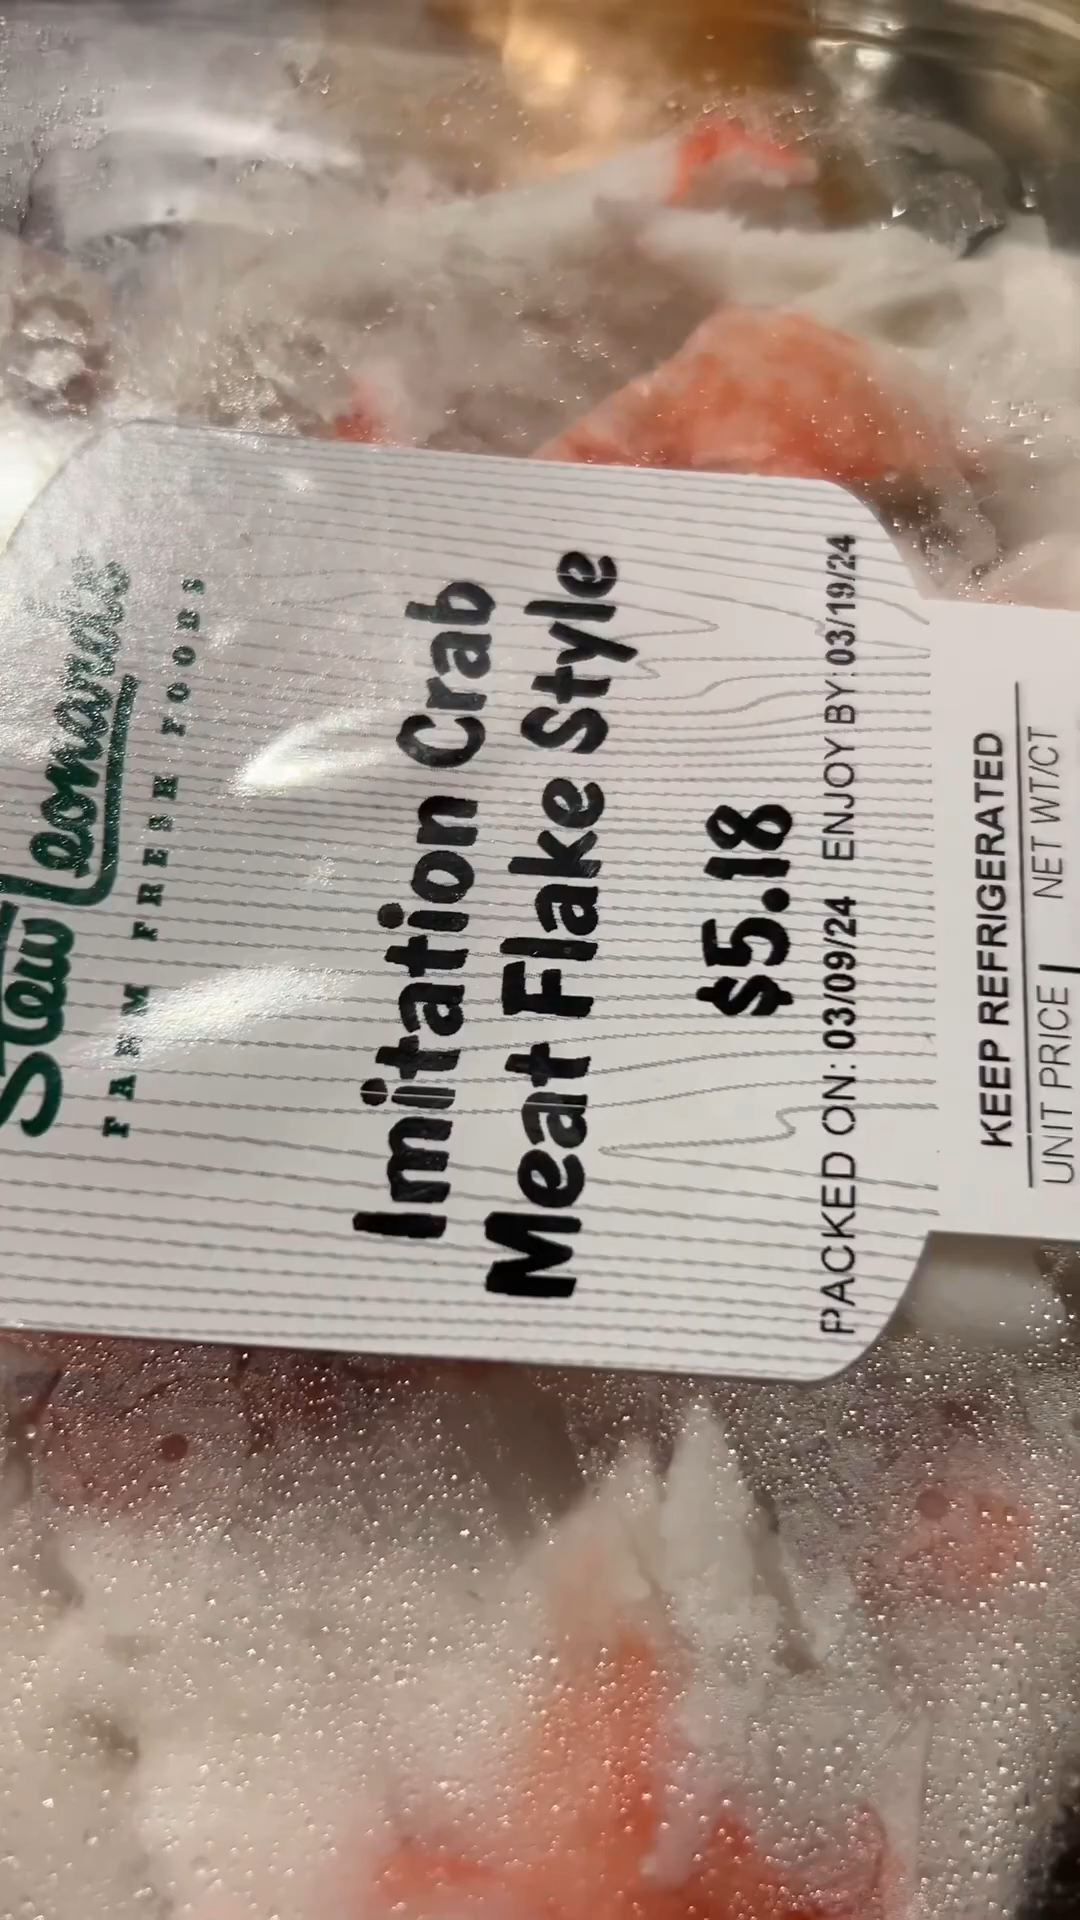 Stew Leonard's
FARM FRESH FOODS
Imitation Crab
Meat Flake Style
$5.18
PACKED ON: 03/09/24 ENJOY BY: 03/19/24
KEEP REFRIGERATED
UNIT PRICE NET WT/CT